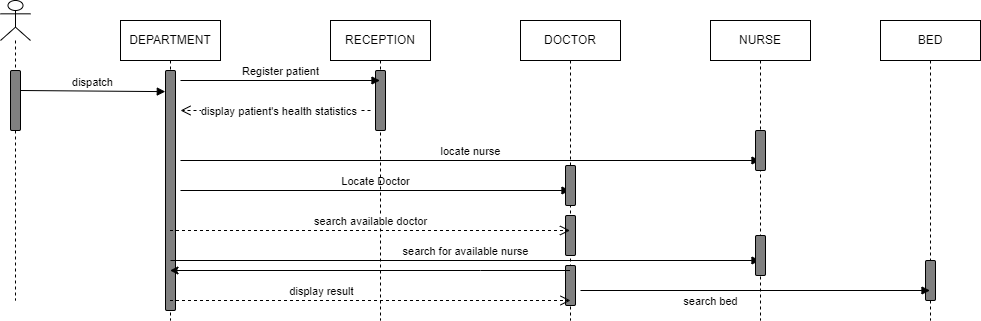 DEPARTMENT
RECEPTION
DOCTOR
NURSE
BED
dispatch
Register patient
display patient's health statistics
locate nurse
Locate Doctor
search available doctor
search for available nurse
display result
search bed